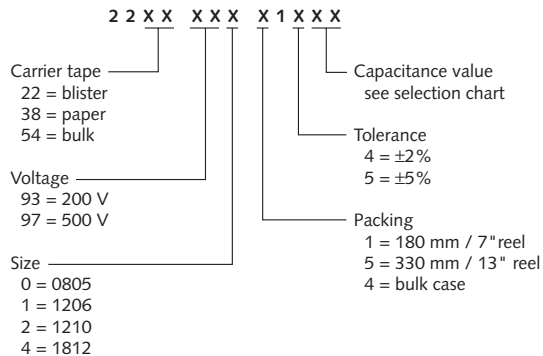 2 2 X X X X X X 1 X X X
Carrier tape
22 = blister
38 = paper
54 = bulk
Voltage
93 = 200 V
97 = 500 V
Size
0 = 0805
1 = 1206
2 = 1210
4 = 1812
Capacitance value
see selection chart
Tolerance
4 = ±2%
5 = ±5%
Packing
1 = 180 mm / 7" reel
5 = 330 mm / 13" reel
4 = bulk case